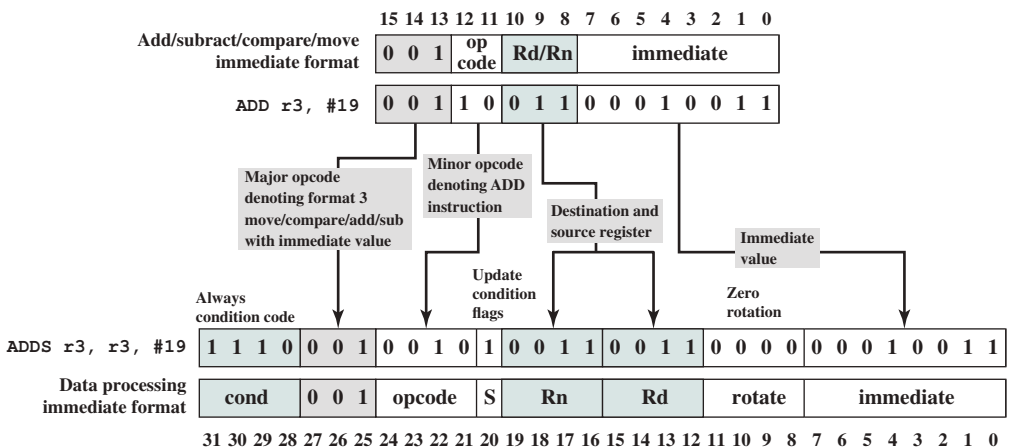 15 14 13 12 11 10 9 8 7 6 5 4 3 2 1 0
Add/subract/compare/move
immediate format
0 0 1 op
code Rd/Rn immediate
ADD r3, #19 0 0 1 1 0 0 1 1 0 0 0 1 0 0 1 1
Major opcode
denoting format 3
move/compare/add/sub
with immediate value
Minor opcode
denoting ADD
instruction
Destination and
source register
Immediate
value
Always
condition code
Update
condition
flags
Zero
rotation
ADDS r3, r3, #19 1 1 1 0 0 0 1 0 0 1 0 1 0 0 1 1 0 0 1 1 0 0 0 0 0 0 0 1 0 0 1 1
Data processing
immediate format
cond 0 0 1 opcode S Rn Rd rotate immediate
31 30 29 28 27 26 25 24 23 22 21 20 19 18 17 16 15 14 13 12 11 10 9 8 7 6 5 4 3 2 1 0